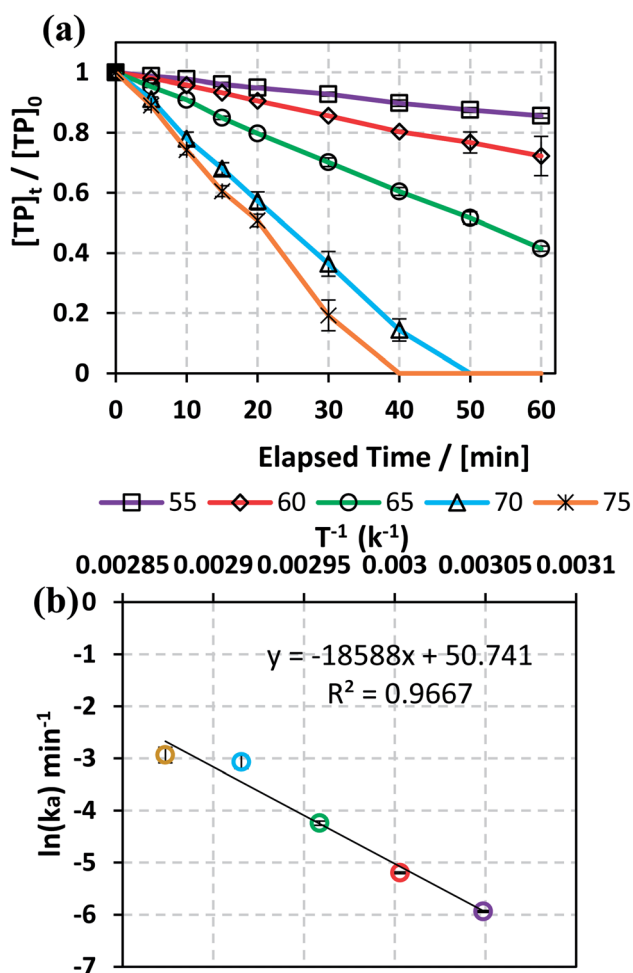 (a)
[TP]t / [TP]0
1
0.8
0.6
0.4
0.2
0
0 10 20 30 40 50 60
Elapsed Time / [min]
55 60 65 70 75
T⁻¹ (k⁻¹)
0.00285 0.0029 0.00295 0.003 0.00305 0.0031
(b)
0
-1
-2
-3
-4
-5
-6
-7
ln(ka) min⁻¹
y = -18588x + 50.741
R² = 0.9667